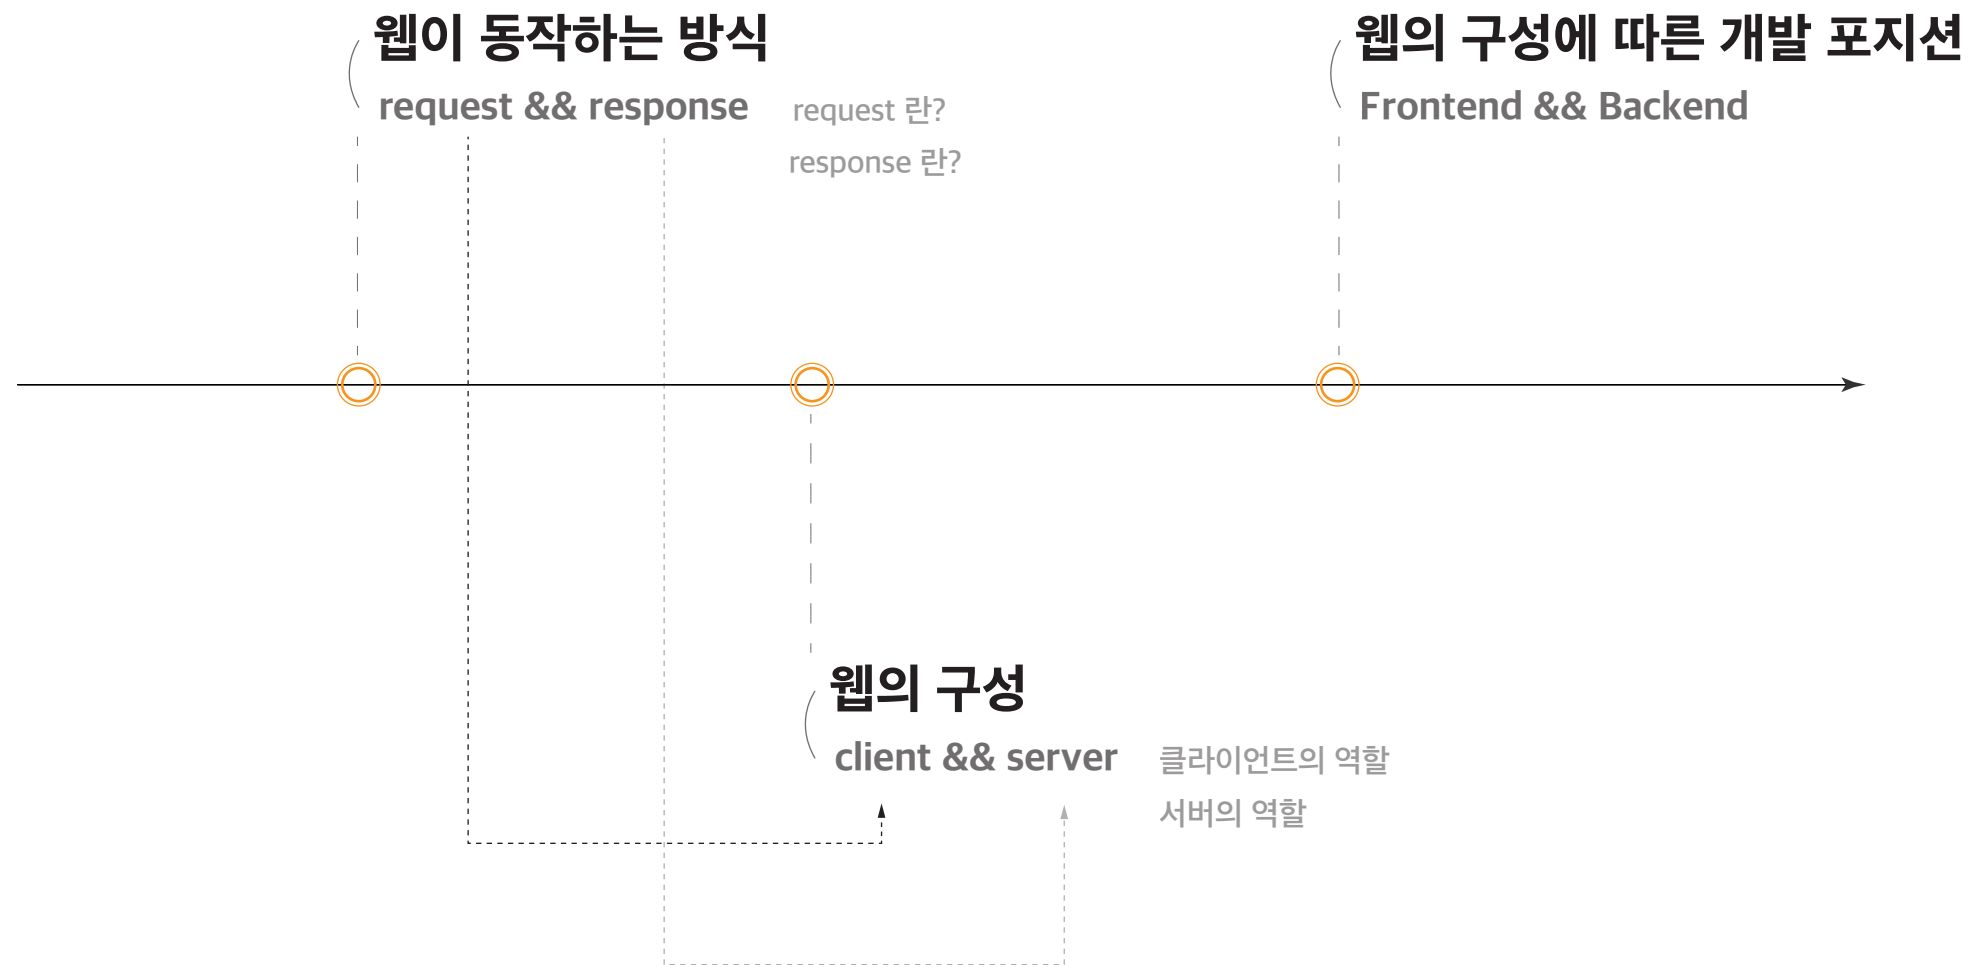 웹이 동작하는 방식
request && response
request 란?
response 란?
웹의 구성에 따른 개발 포지션
Frontend && Backend
웹의 구성
client && server
클라이언트의 역할
서버의 역할